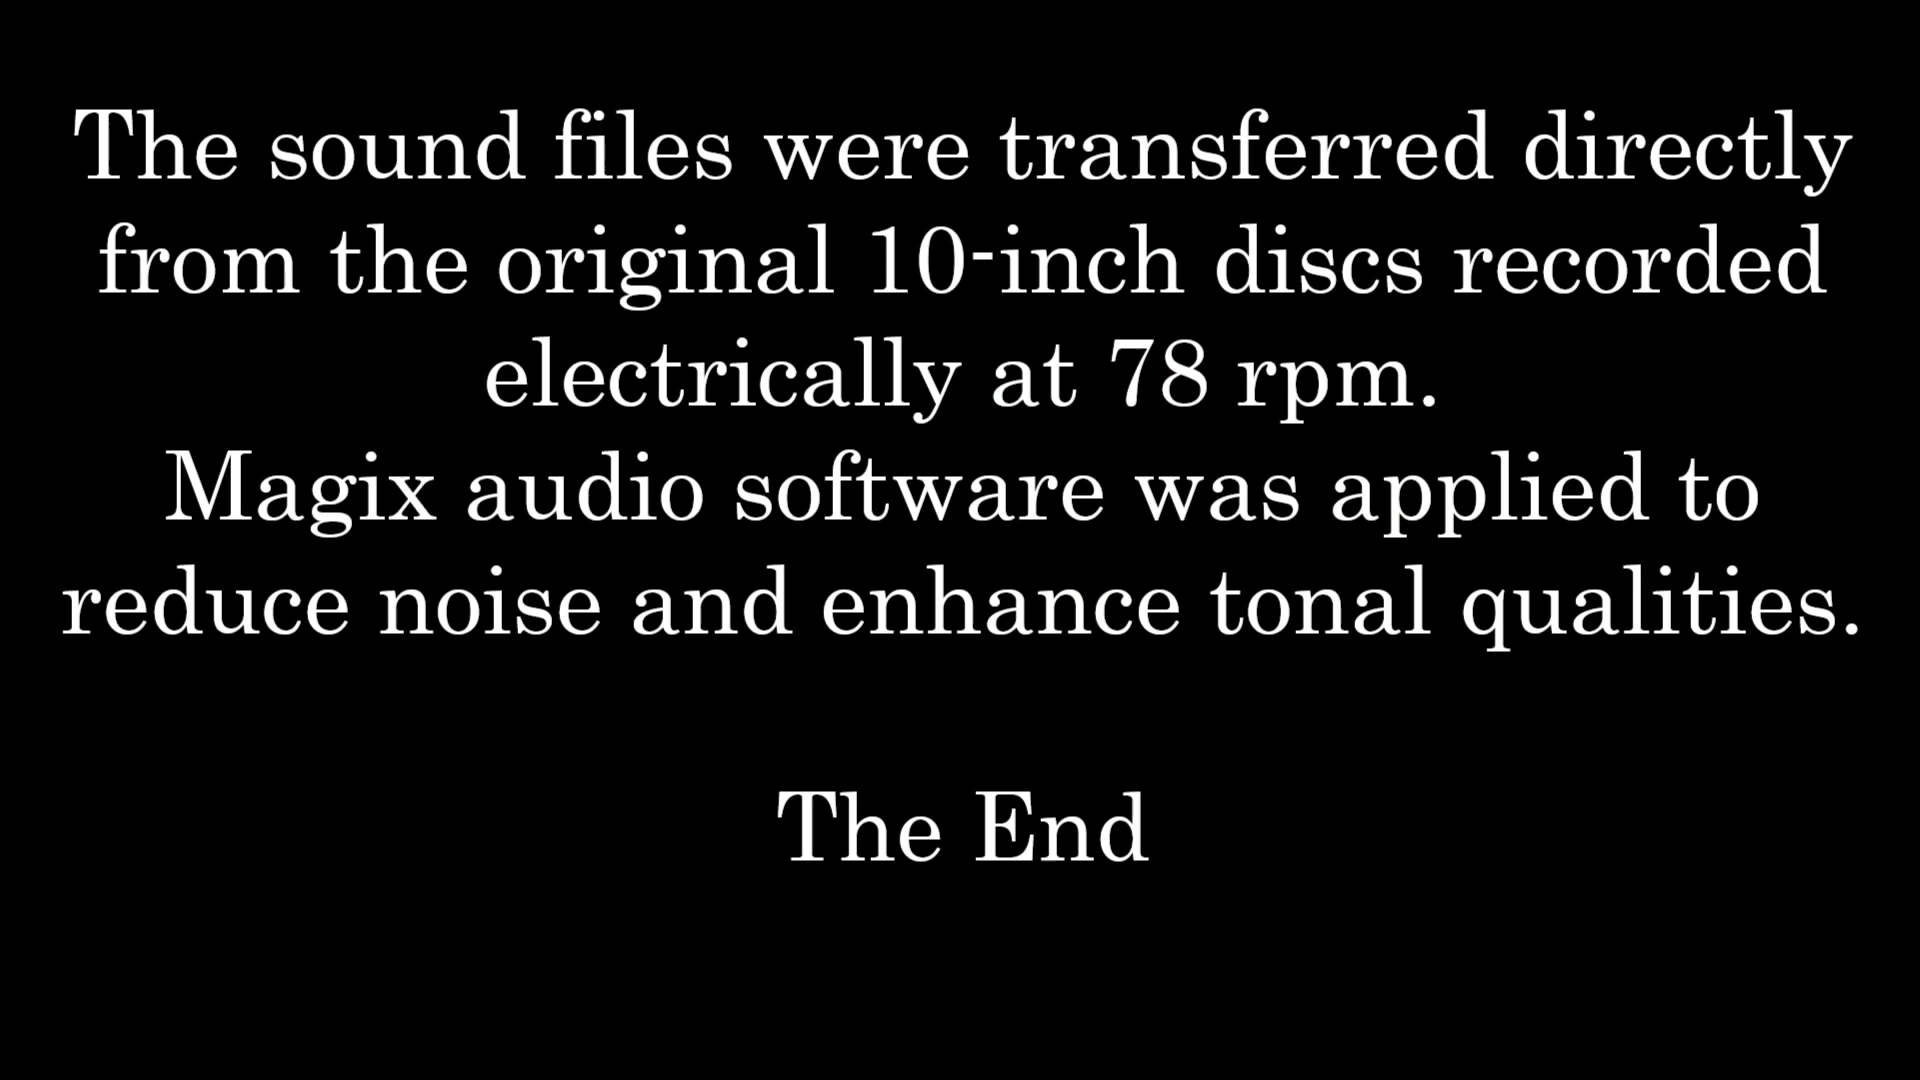 The sound files were transferred directly
from the original 10-inch discs recorded
electrically at 78 rpm.
Magix audio software was applied to
reduce noise and enhance tonal qualities.
The End